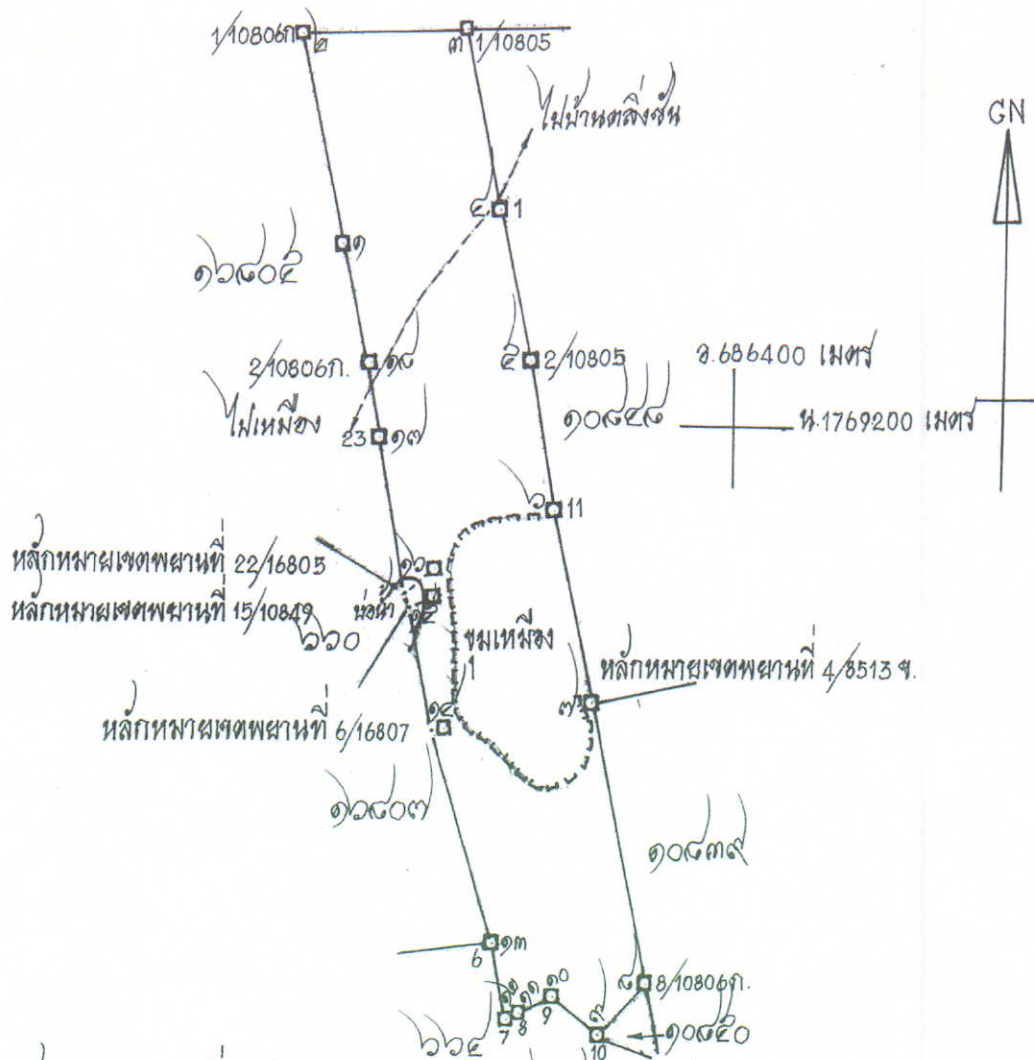 1/10806ก ๒
๓ 1/10805
ไปบ้านตลิ่งชัน
GN
๔ 1
๑
๑๖๘๐๕
2/10806ก. ๑๘
๕ 2/10805
อ.686400 เมตร
ไปเหมือง
23 ๑๗
๑๐๘๔๘
น.1769200 เมตร
๖ 11
หลักหมายเขตพยานที่ 22/16805
๑๖
หลักหมายเขตพยานที่ 15/10849
บ่อน้ำ
ขุมเหมือง
1
หลักหมายเขตพยานที่ 4/8513 ข.
๗
๑๔
หลักหมายเขตพยานที่ 6/16807
๑๖๘๐๗
๑๐๘๓๙
6 ๑๓
๘ 8/10806ก.
๑๒ ๑๑ ๑๐
7 8 9
๙
10
๑๐๘๕๐